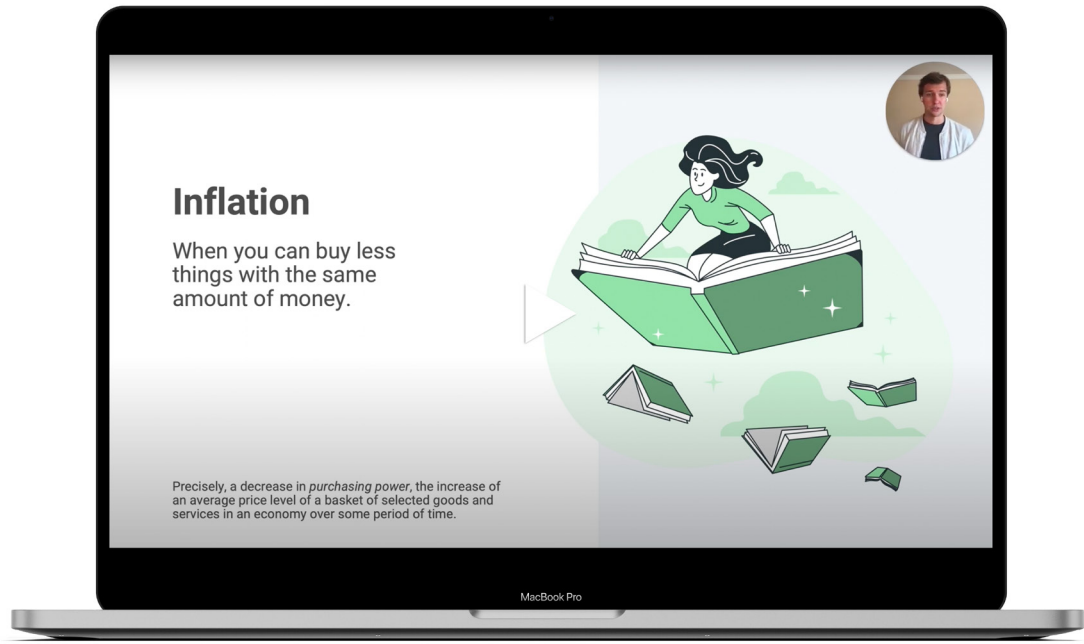 Inflation
When you can buy less
things with the same
amount of money.
Precisely, a decrease in purchasing power, the increase of
an average price level of a basket of selected goods and
services in an economy over some period of time.
MacBook Pro